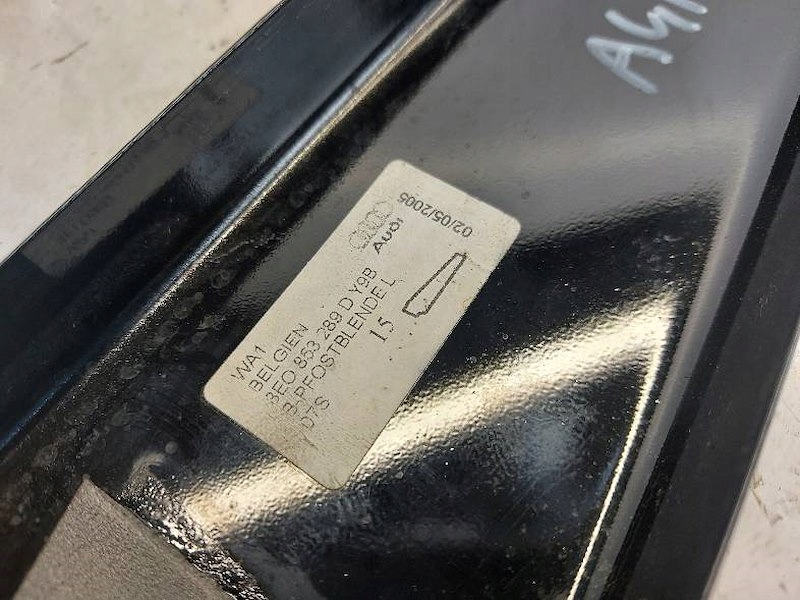 WA1
BELGIEN
8E0 853 289 D Y9B
B-PFOSTBLENDE L
D7S
15
Audi
02/05/2005